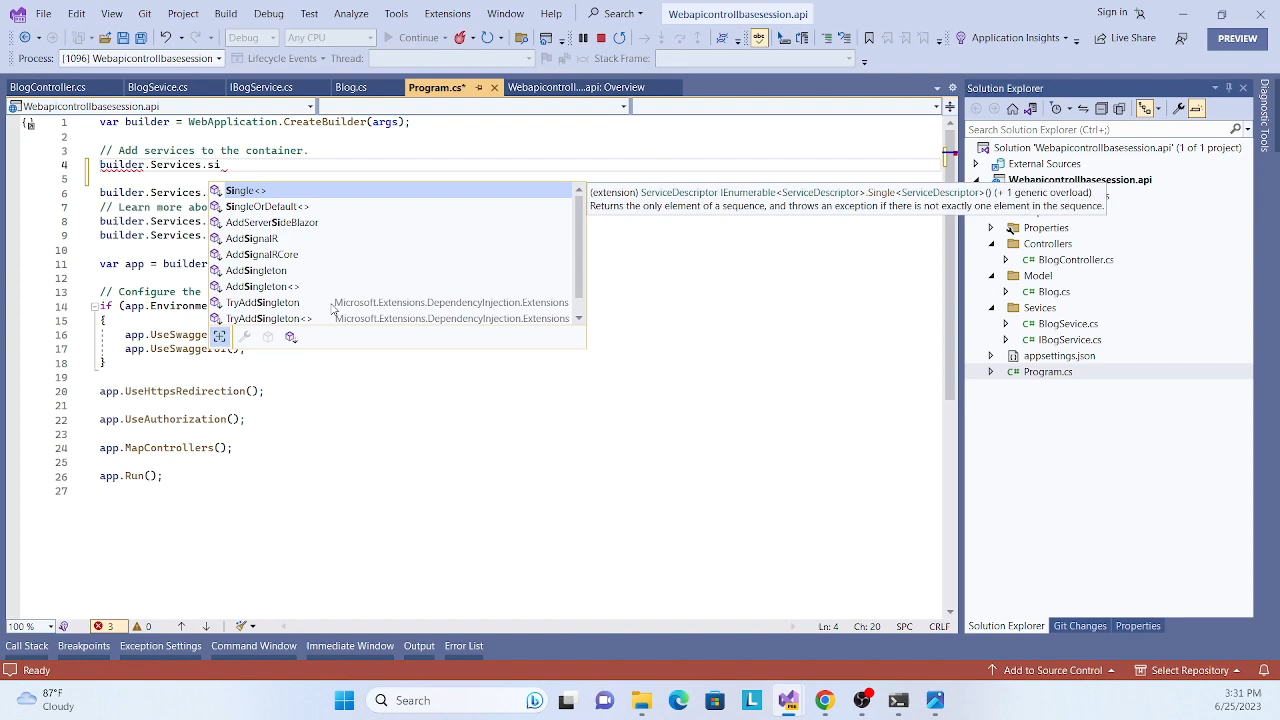 File Edit View Git Project Build Debug Test Analyze Tools Extensions Window Help Search Webapicontrollbasesession.api Sign in
Debug Any CPU Continue Application Insights Live Share PREVIEW
Process: [1096] Webapicontrollbasesession Lifecycle Events Thread: Stack Frame:
BlogController.cs BlogSevice.cs IBogService.cs Blog.cs Program.cs* Webapicontroll....api: Overview
Webapicontrollbasesession.api
1 var builder = WebApplication.CreateBuilder(args);
2
3 // Add services to the container.
4 builder.Services.si
5
6 builder.Services.
7 // Learn more abo
8 builder.Services.
9 builder.Services.
10
11 var app = builder
12
13 // Configure the
14 if (app.Environme
15 {
16 app.UseSwagge
17 app.UseSwaggerUI();
18 }
19
20 app.UseHttpsRedirection();
21
22 app.UseAuthorization();
23
24 app.MapControllers();
25
26 app.Run();
27
Single<>
SingleOrDefault<>
AddServerSideBlazor
AddSignalR
AddSignalRCore
AddSingleton
AddSingleton<>
TryAddSingleton Microsoft.Extensions.DependencyInjection.Extensions
TryAddSingleton<> Microsoft.Extensions.DependencyInjection.Extensions
(extension) ServiceDescriptor IEnumerable<ServiceDescriptor>.Single<ServiceDescriptor>() (+ 1 generic overload)
Returns the only element of a sequence, and throws an exception if there is not exactly one element in the sequence.
Solution Explorer
Search Solution Explorer (Ctrl+;)
Solution 'Webapicontrollbasesession.api' (1 of 1 project)
External Sources
Webapicontrollbasesession.api
Properties
Controllers
C# BlogController.cs
Model
C# Blog.cs
Sevices
C# BlogSevice.cs
C# IBogSevice.cs
appsettings.json
C# Program.cs
Diagnostic Tools
Solution Explorer Git Changes Properties
100 % 3 0 Ln: 4 Ch: 20 SPC CRLF
Call Stack Breakpoints Exception Settings Command Window Immediate Window Output Error List
Ready Add to Source Control Select Repository
87°F
Cloudy
Search
3:31 PM
6/25/2023